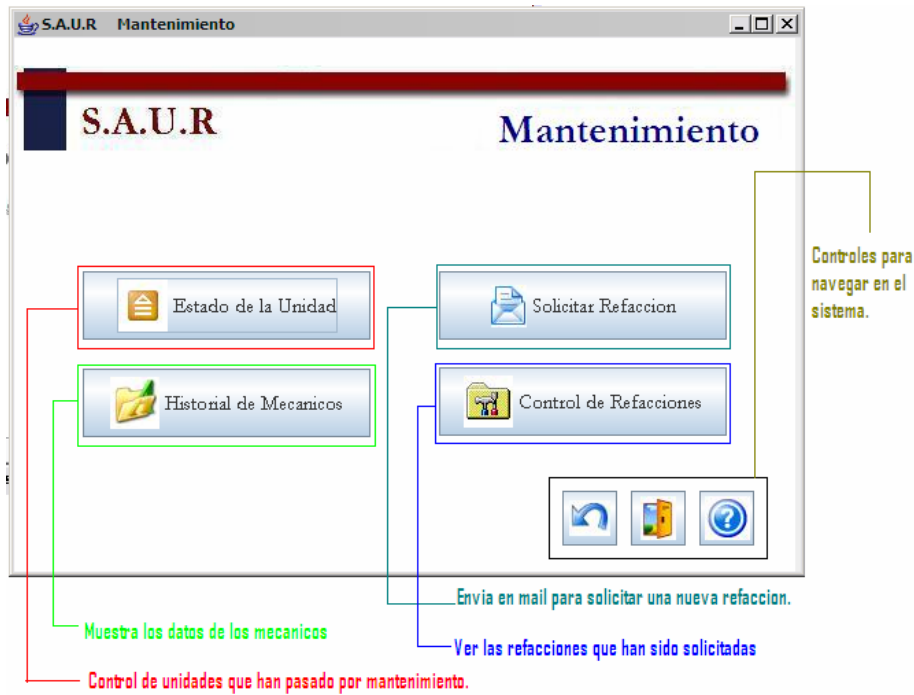 S.A.U.R Mantenimiento
S.A.U.R
Mantenimiento
Controles para
navegar en el
sistema.
Estado de la Unidad
Solicitar Refaccion
Historial de Mecanicos
Control de Refacciones
Envia en mail para solicitar una nueva refaccion.
Muestra los datos de los mecanicos
Ver las refacciones que han sido solicitadas
Control de unidades que han pasado por mantenimiento.